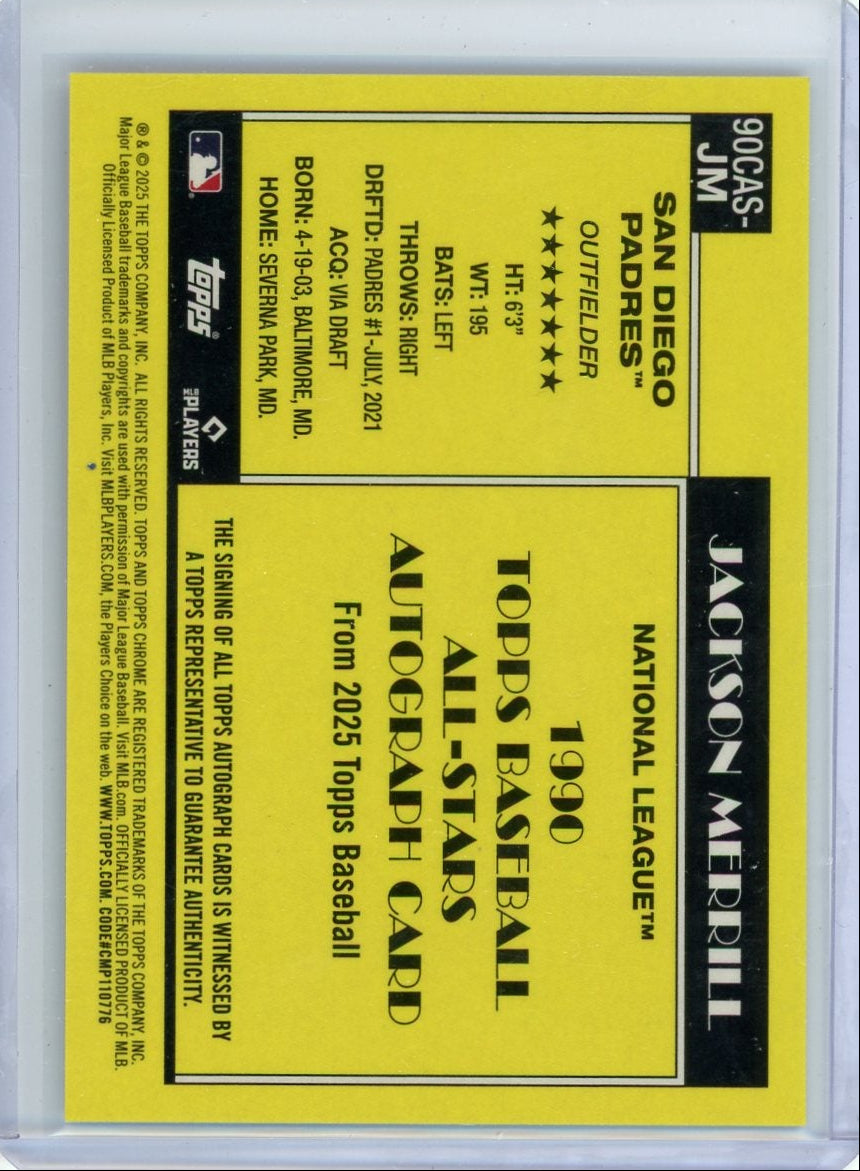 90CAS-
JM
JACKSON MERRILL
SAN DIEGO
PADRES™
OUTFIELDER
★★★★★★★
HT: 6'3"
WT: 195
BATS: LEFT
THROWS: RIGHT
DRFTD: PADRES #1-JULY, 2021
ACQ: VIA DRAFT
BORN: 4-19-03, BALTIMORE, MD.
HOME: SEVERNA PARK, MD.
NATIONAL LEAGUE™
1990
TOPPS BASEBALL
ALL-STARS
AUTOGRAPH CARD
From 2025 Topps Baseball
THE SIGNING OF ALL TOPPS AUTOGRAPH CARDS IS WITNESSED BY
A TOPPS REPRESENTATIVE TO GUARANTEE AUTHENTICITY.
®
topps®
MLB PLAYERS
® & © 2025 THE TOPPS COMPANY, INC. ALL RIGHTS RESERVED. TOPPS AND TOPPS CHROME ARE REGISTERED TRADEMARKS OF THE TOPPS COMPANY, INC.
Major League Baseball trademarks and copyrights are used with permission of Major League Baseball. Visit MLB.com. OFFICIALLY LICENSED PRODUCT OF MLB.
Officially Licensed Product of MLB Players, Inc. Visit MLBPLAYERS.COM, the Players Choice on the web. WWW.TOPPS.COM. CODE#CMP110776